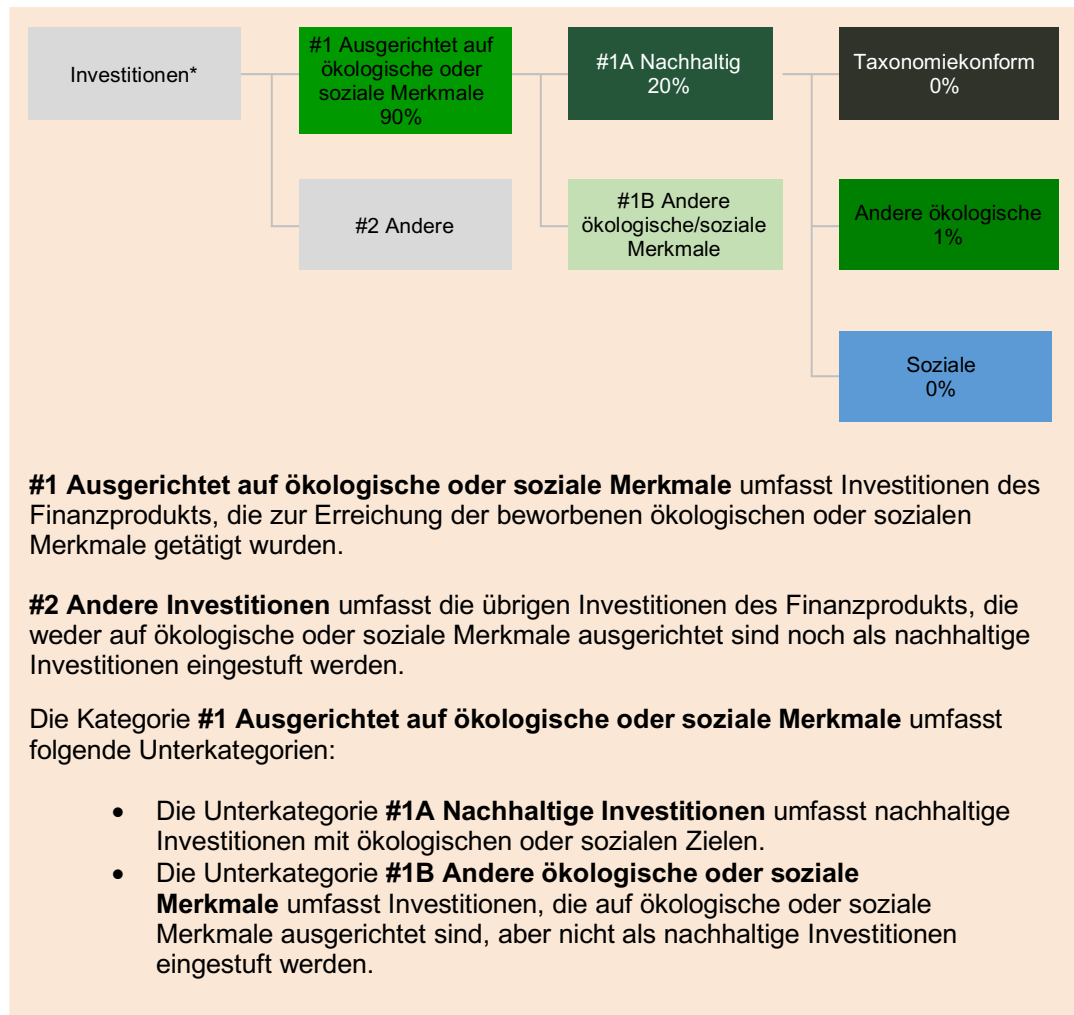 Investitionen*
#1 Ausgerichtet auf
ökologische oder
soziale Merkmale
90%
#1A Nachhaltig
20%
Taxonomiekonform
0%
#2 Andere
#1B Andere
ökologische/soziale
Merkmale
Andere ökologische
1%
Soziale
0%
#1 Ausgerichtet auf ökologische oder soziale Merkmale umfasst Investitionen des
Finanzprodukts, die zur Erreichung der beworbenen ökologischen oder sozialen
Merkmale getätigt wurden.
#2 Andere Investitionen umfasst die übrigen Investitionen des Finanzprodukts, die
weder auf ökologische oder soziale Merkmale ausgerichtet sind noch als nachhaltige
Investitionen eingestuft werden.
Die Kategorie #1 Ausgerichtet auf ökologische oder soziale Merkmale umfasst
folgende Unterkategorien:
• Die Unterkategorie #1A Nachhaltige Investitionen umfasst nachhaltige
Investitionen mit ökologischen oder sozialen Zielen.
• Die Unterkategorie #1B Andere ökologische oder soziale
Merkmale umfasst Investitionen, die auf ökologische oder soziale
Merkmale ausgerichtet sind, aber nicht als nachhaltige Investitionen
eingestuft werden.